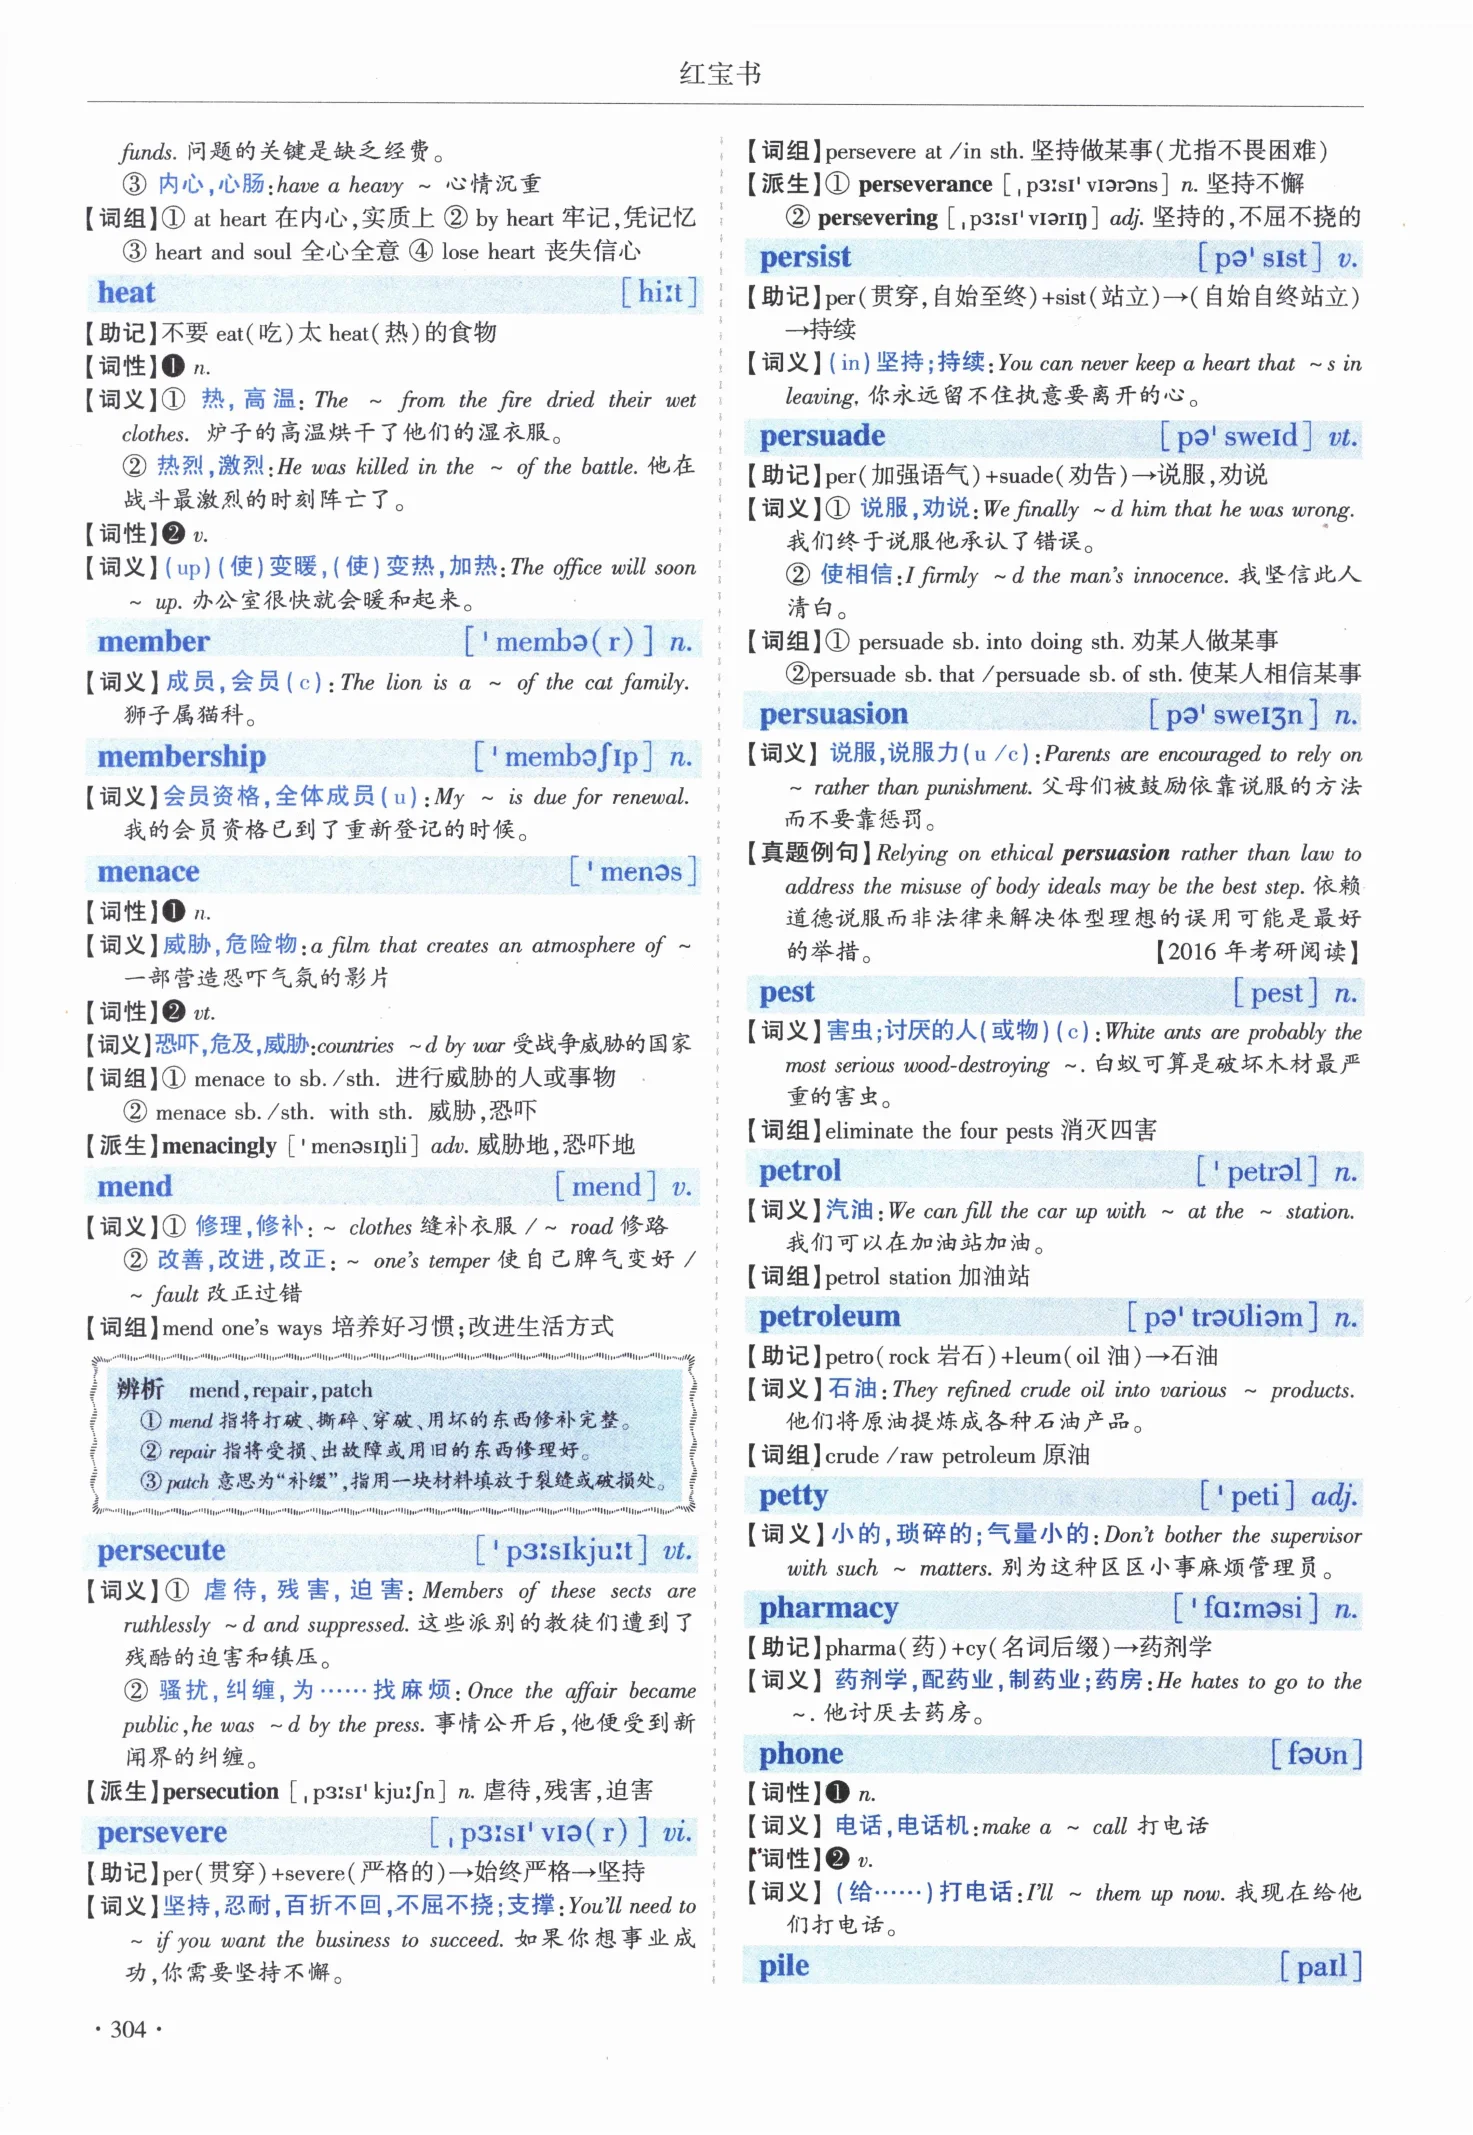 红宝书
funds. 问题的关键是缺乏经费。
③ 内心,心肠:have a heavy ~ 心情沉重
【词组】① at heart 在内心,实质上 ② by heart 牢记,凭记忆
③ heart and soul 全心全意 ④ lose heart 丧失信心
heat [hiːt]
【助记】不要 eat(吃)太 heat(热)的食物
【词性】❶ n.
【词义】① 热, 高温: The ~ from the fire dried their wet
clothes. 炉子的高温烘干了他们的湿衣服。
② 热烈,激烈:He was killed in the ~ of the battle. 他在
战斗最激烈的时刻阵亡了。
【词性】❷ v.
【词义】(up)(使)变暖,(使)变热,加热:The office will soon
~ up. 办公室很快就会暖和起来。
member [ˈmembə(r)] n.
【词义】成员,会员(c):The lion is a ~ of the cat family.
狮子属猫科。
membership [ˈmembəʃɪp] n.
【词义】会员资格,全体成员(u):My ~ is due for renewal.
我的会员资格已到了重新登记的时候。
menace [ˈmenəs]
【词性】❶ n.
【词义】威胁,危险物:a film that creates an atmosphere of ~
一部营造恐吓气氛的影片
【词性】❷ vt.
【词义】恐吓,危及,威胁:countries ~d by war 受战争威胁的国家
【词组】① menace to sb./sth. 进行威胁的人或事物
② menace sb./sth. with sth. 威胁,恐吓
【派生】menacingly [ˈmenəsɪŋli] adv. 威胁地,恐吓地
mend [mend] v.
【词义】① 修理,修补: ~ clothes 缝补衣服 / ~ road 修路
② 改善,改进,改正: ~ one's temper 使自己脾气变好 /
~ fault 改正过错
【词组】mend one's ways 培养好习惯;改进生活方式
辨析 mend,repair,patch
① mend 指将打破、撕碎、穿破、用坏的东西修补完整。
② repair 指将受损、出故障或用旧的东西修理好。
③ patch 意思为“补缀”,指用一块材料填放于裂缝或破损处。
persecute [ˈpɜːsɪkjuːt] vt.
【词义】① 虐待, 残害, 迫害: Members of these sects are
ruthlessly ~d and suppressed. 这些派别的教徒们遭到了
残酷的迫害和镇压。
② 骚扰,纠缠,为……找麻烦: Once the affair became
public,he was ~d by the press. 事情公开后,他便受到新
闻界的纠缠。
【派生】persecution [ˌpɜːsɪˈkjuːʃn] n. 虐待,残害,迫害
persevere [ˌpɜːsɪˈvɪə(r)] vi.
【助记】per(贯穿)+severe(严格的)→始终严格→坚持
【词义】坚持,忍耐,百折不回,不屈不挠;支撑:You'll need to
~ if you want the business to succeed. 如果你想事业成
功,你需要坚持不懈。
【词组】persevere at /in sth. 坚持做某事(尤指不畏困难)
【派生】① perseverance [ˌpɜːsɪˈvɪərəns] n. 坚持不懈
② persevering [ˌpɜːsɪˈvɪərɪŋ] adj. 坚持的,不屈不挠的
persist [pəˈsɪst] v.
【助记】per(贯穿,自始至终)+sist(站立)→(自始自终站立)
→持续
【词义】(in)坚持;持续:You can never keep a heart that ~s in
leaving. 你永远留不住执意要离开的心。
persuade [pəˈsweɪd] vt.
【助记】per(加强语气)+suade(劝告)→说服,劝说
【词义】① 说服,劝说:We finally ~d him that he was wrong.
我们终于说服他承认了错误。
② 使相信:I firmly ~d the man's innocence. 我坚信此人
清白。
【词组】① persuade sb. into doing sth. 劝某人做某事
②persuade sb. that /persuade sb. of sth. 使某人相信某事
persuasion [pəˈsweɪʒn] n.
【词义】 说服,说服力(u /c):Parents are encouraged to rely on
~ rather than punishment. 父母们被鼓励依靠说服的方法
而不要靠惩罚。
【真题例句】Relying on ethical persuasion rather than law to
address the misuse of body ideals may be the best step. 依赖
道德说服而非法律来解决体型理想的误用可能是最好
的举措。 【2016 年考研阅读】
pest [pest] n.
【词义】害虫;讨厌的人(或物)(c):White ants are probably the
most serious wood-destroying ~. 白蚁可算是破坏木材最严
重的害虫。
【词组】eliminate the four pests 消灭四害
petrol [ˈpetrəl] n.
【词义】汽油:We can fill the car up with ~ at the ~ station.
我们可以在加油站加油。
【词组】petrol station 加油站
petroleum [pəˈtrəʊliəm] n.
【助记】petro(rock 岩石)+leum(oil 油)→石油
【词义】石油:They refined crude oil into various ~ products.
他们将原油提炼成各种石油产品。
【词组】crude /raw petroleum 原油
petty [ˈpeti] adj.
【词义】小的,琐碎的;气量小的:Don't bother the supervisor
with such ~ matters. 别为这种区区小事麻烦管理员。
pharmacy [ˈfɑːməsi] n.
【助记】pharma(药)+cy(名词后缀)→药剂学
【词义】 药剂学,配药业,制药业;药房:He hates to go to the
~. 他讨厌去药房。
phone [fəʊn]
【词性】❶ n.
【词义】 电话,电话机:make a ~ call 打电话
【词性】❷ v.
【词义】 (给……)打电话:I'll ~ them up now. 我现在给他
们打电话。
pile [paɪl]
· 304 ·